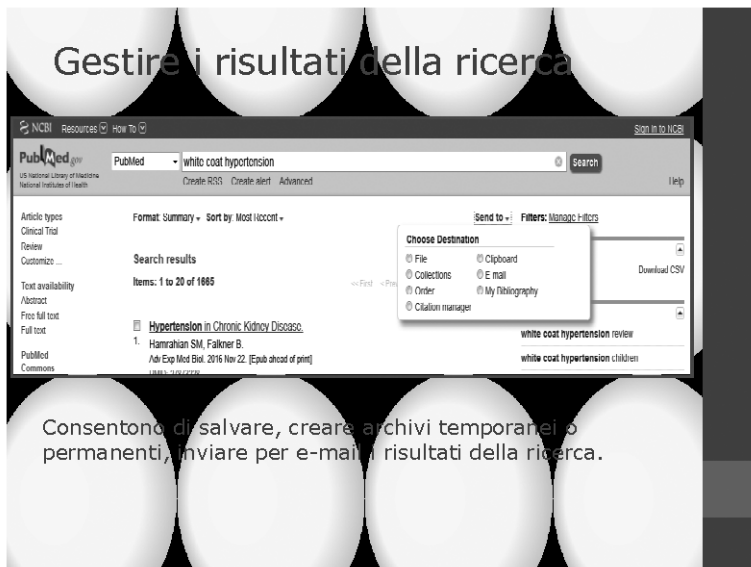 Gestire i risultati della ricerca
NCBI Resources How To Sign in to NCBI
PubMed.gov
US National Library of Medicine
National Institutes of Health
PubMed white coat hypertension Search
Create RSS Create alert Advanced Help
Article types
Clinical Trial
Review
Customize ...
Text availability
Abstract
Free full text
Full text
PubMed
Commons
Format: Summary Sort by: Most Recent Send to Filters: Manage Filters
Search results
Items: 1 to 20 of 1665 << First
Choose Destination
File Clipboard
Collections E-mail
Order My Bibliography
Citation manager
Hypertension in Chronic Kidney Disease.
1. Hamrahian SM, Falkner B.
Adv Exp Med Biol. 2016 Nov 22. [Epub ahead of print]
Download CSV
white coat hypertension review
white coat hypertension children
Consentono di salvare, creare archivi temporanei o
permanenti, inviare per e-mail i risultati della ricerca.